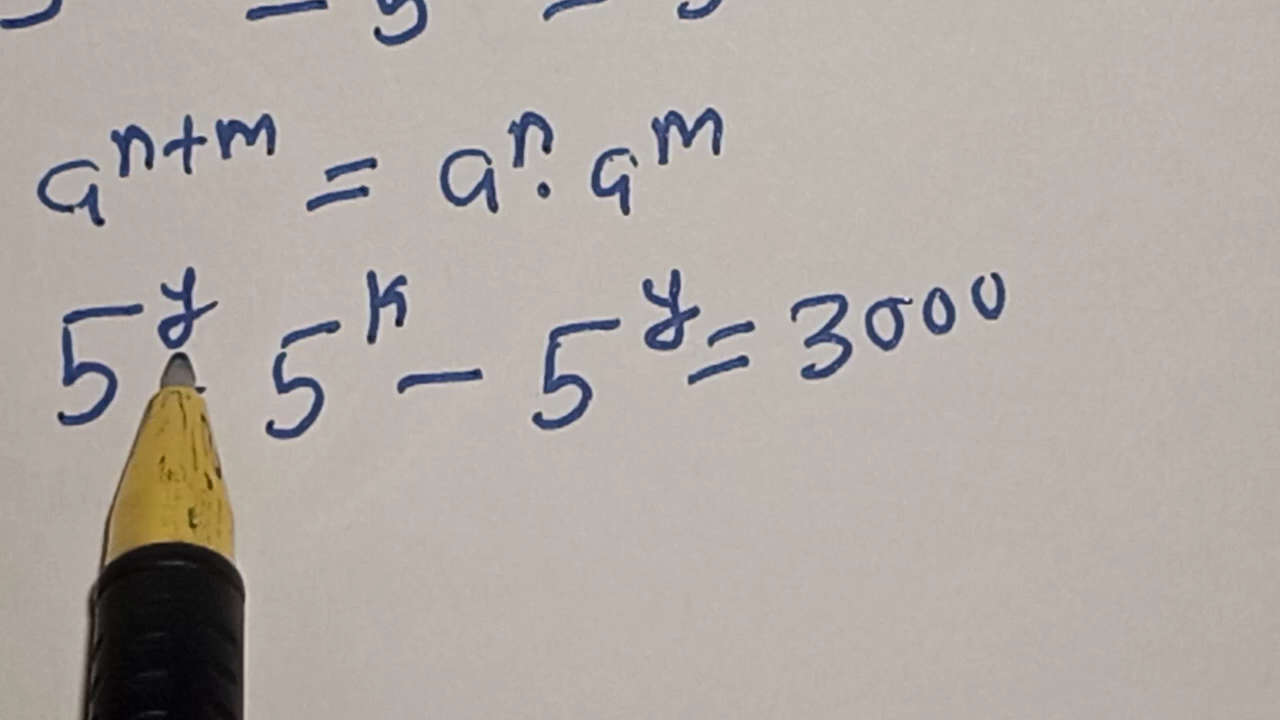 a^{n+m} = a^n · a^m
5^y 5^k - 5^y = 3000